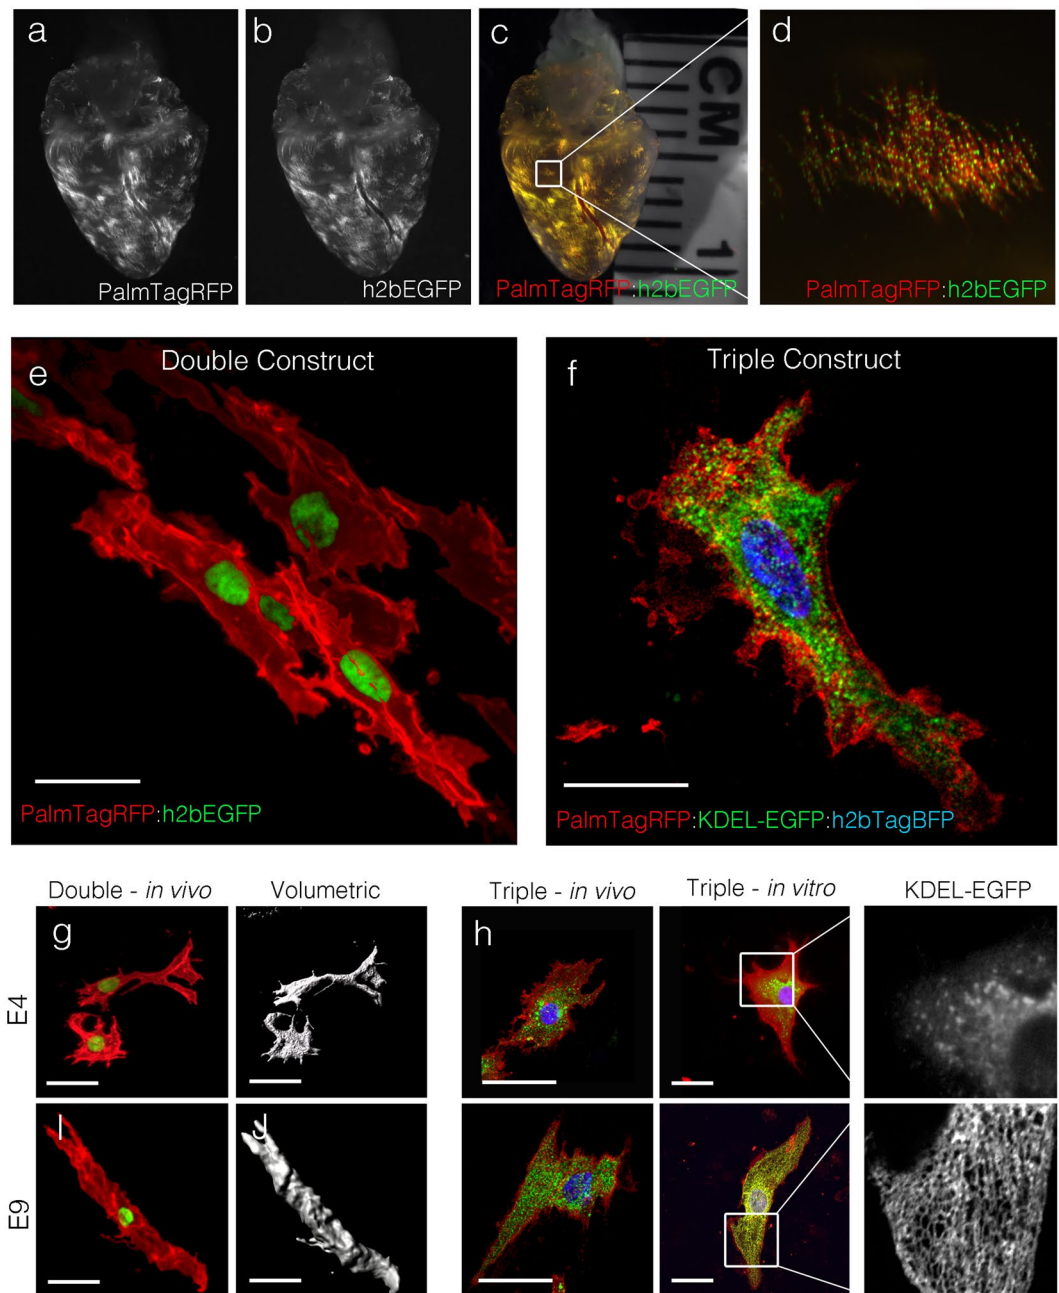 a
PalmTagRFP
b
h2bEGFP
c
CM
1
PalmTagRFP:h2bEGFP
d
PalmTagRFP:h2bEGFP
e
Double Construct
PalmTagRFP:h2bEGFP
f
Triple Construct
PalmTagRFP:KDEL-EGFP:h2bTagBFP
Double - in vivo
Volumetric
Triple - in vivo
Triple - in vitro
KDEL-EGFP
E4
g
h
E9
I
J